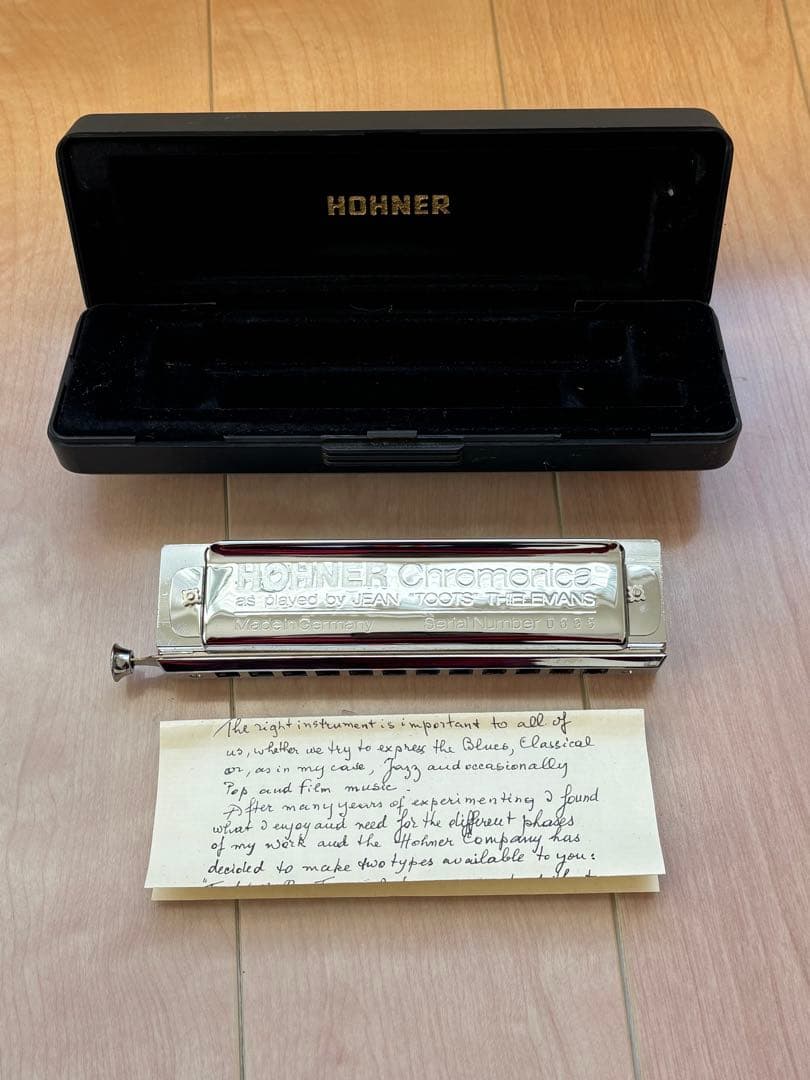 HOHNER
HOHNER Chromonica
as played by JEAN "TOOTS" THIELEMANS
Made in Germany Serial Number
The right instrument is important to all of
us, whether we try to express the Blues, Classical
or, as in my case, Jazz and occasionally
Pop and Film music.
After many years of experimenting I found
what I enjoy and need for the different phases
of my work and the Hohner Company has
decided to make two types available to you: